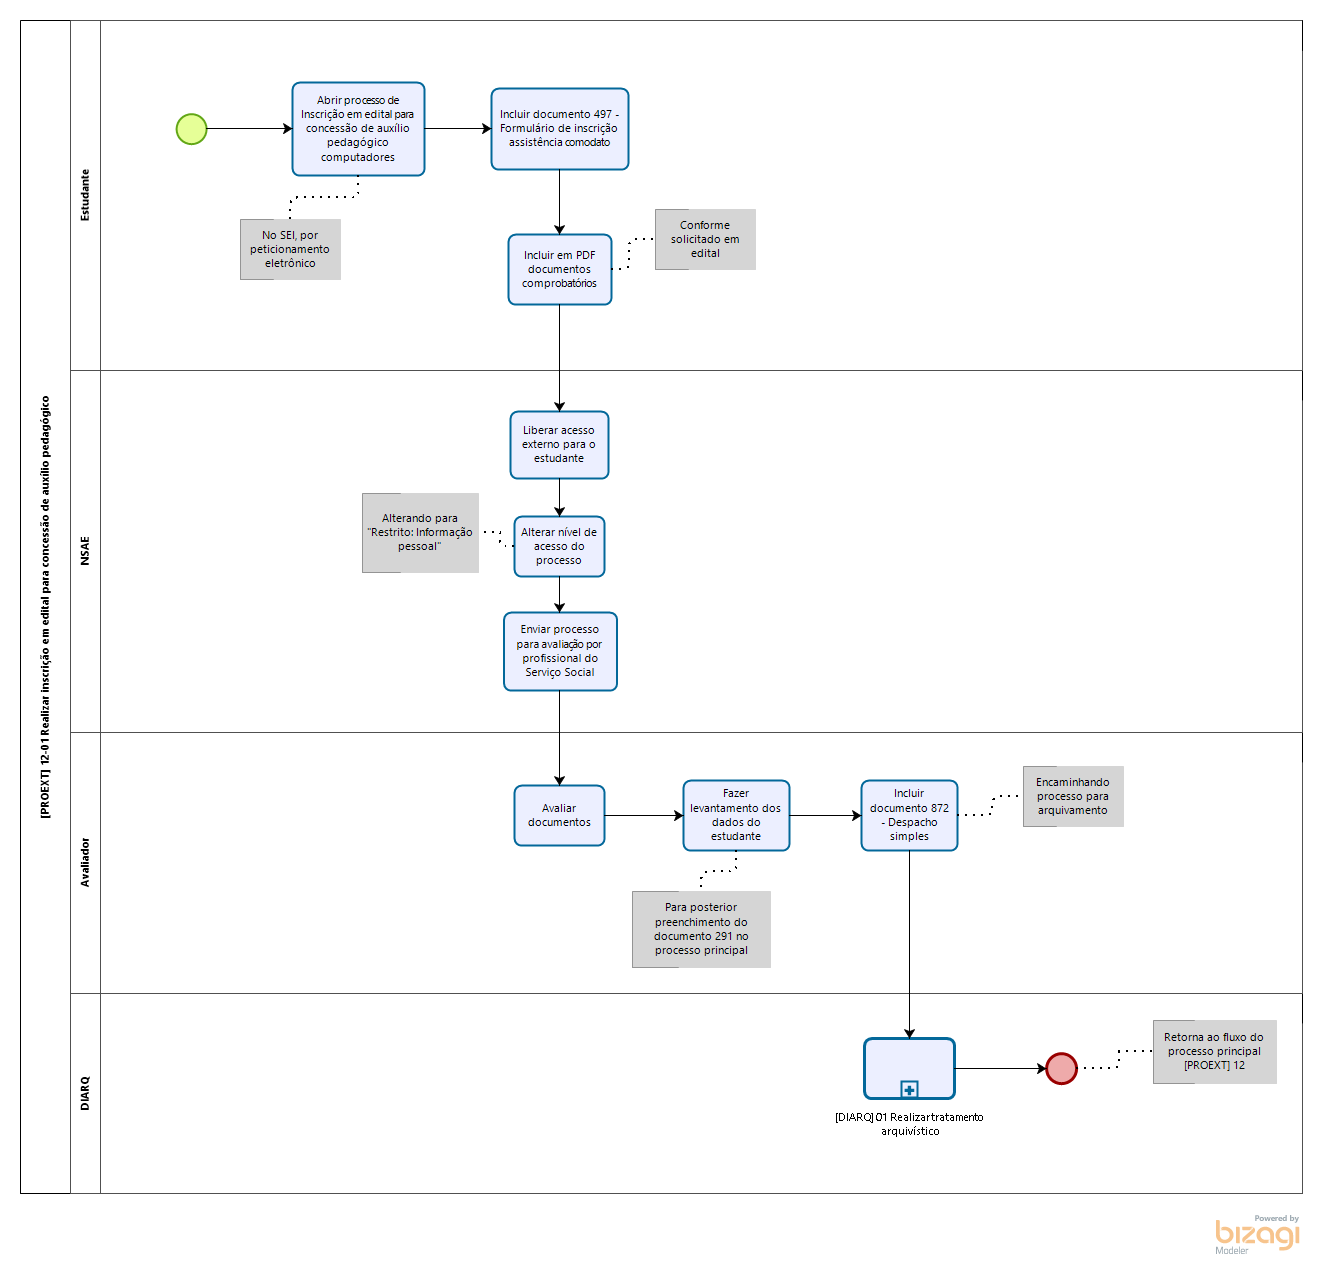 [PROEXT] 12-01 Realizar inscrição em edital para concessão de auxílio pedagógico
Estudante
Abrir processo de
Inscrição em edital para
concessão de auxílio
pedagógico
computadores
Incluir documento 497 -
Formulário de inscrição
assistência comodato
No SEI, por
peticionamento
eletrônico
Conforme
solicitado em
edital
Incluir em PDF
documentos
comprobatórios
NSAE
Liberar acesso
externo para o
estudante
Alterando para
"Restrito: Informação
pessoal"
Alterar nível de
acesso do
processo
Enviar processo
para avaliação por
profissional do
Serviço Social
Avaliador
Avaliar
documentos
Fazer
levantamento dos
dados do
estudante
Incluir
documento 872
- Despacho
simples
Encaminhando
processo para
arquivamento
Para posterior
preenchimento do
documento 291 no
processo principal
DIARQ
[DIARQ] 01 Realizar tratamento
arquivístico
Retorna ao fluxo do
processo principal
[PROEXT] 12
Powered by
bizagi
Modeler